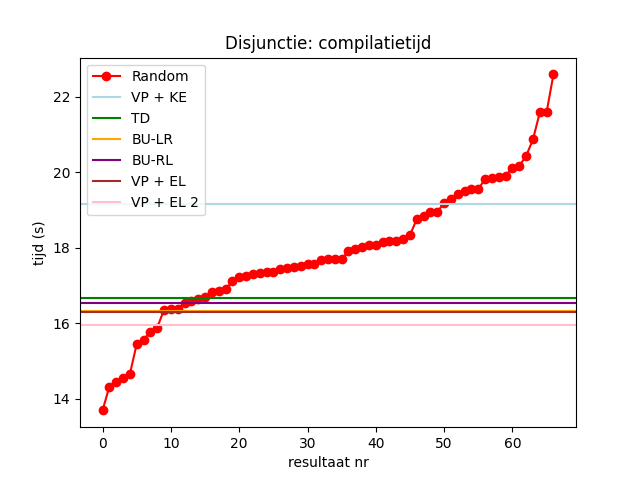 Disjunctie: compilatietijd
Random
VP + KE
TD
BU-LR
BU-RL
VP + EL
VP + EL 2
tijd (s)
22
20
18
16
14
0 10 20 30 40 50 60
resultaat nr